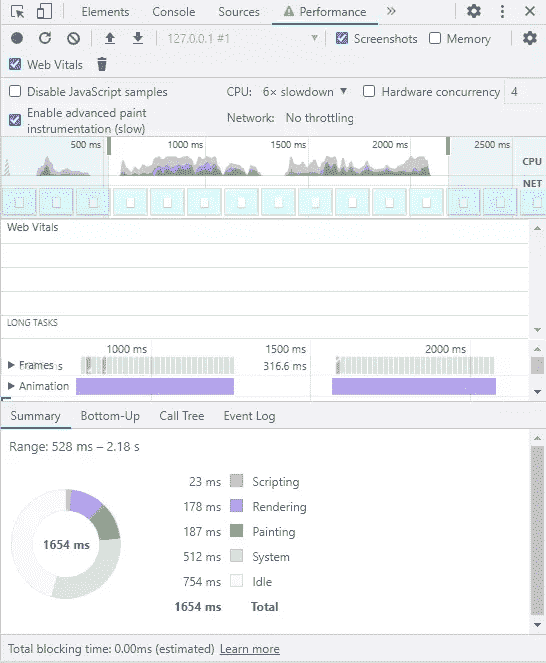 Elements Console Sources Performance »
127.0.0.1 #1 Screenshots Memory
Web Vitals
Disable JavaScript samples CPU: 6× slowdown Hardware concurrency 4
Enable advanced paint instrumentation (slow) Network: No throttling
500 ms 1000 ms 1500 ms 2000 ms 2500 ms
CPU
NET
Web Vitals
LONG TASKS
1000 ms 1500 ms 2000 ms
Frames s 316.6 ms
Animation
Summary Bottom-Up Call Tree Event Log
Range: 528 ms – 2.18 s
23 ms Scripting
178 ms Rendering
187 ms Painting
1654 ms
512 ms System
754 ms Idle
1654 ms Total
Total blocking time: 0.00ms (estimated) Learn more